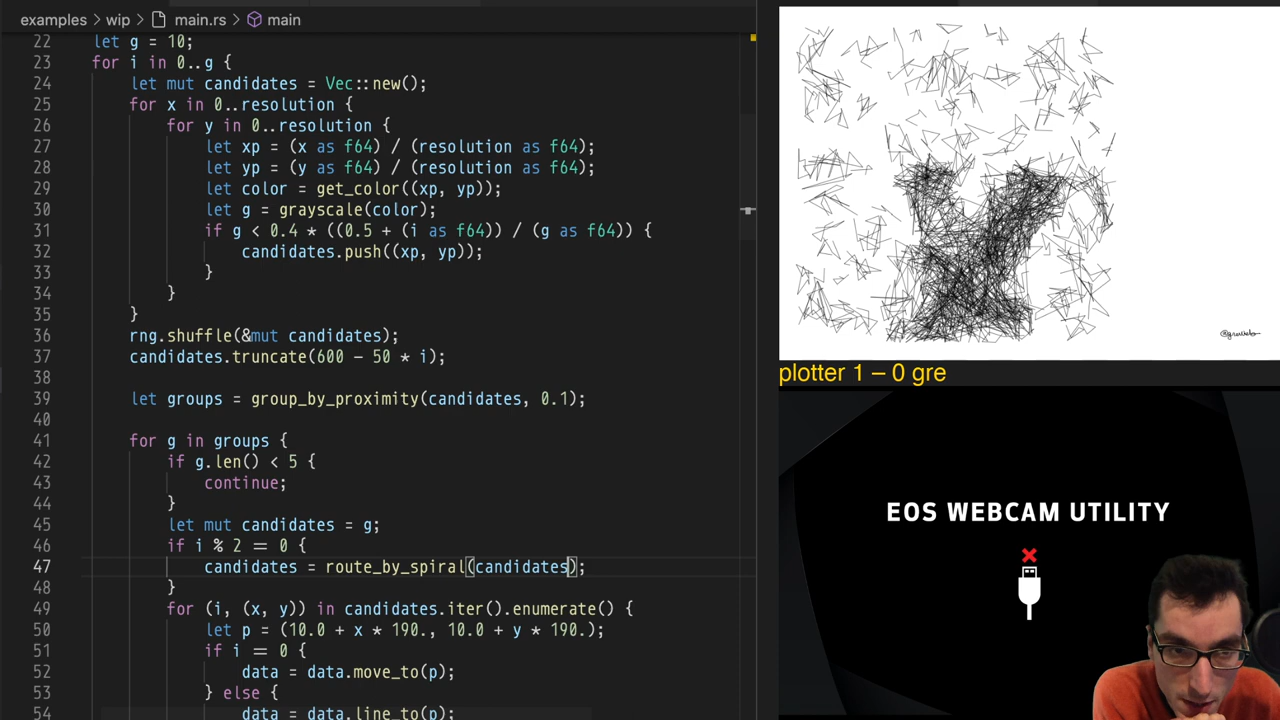 examples › wip › main.rs › main
22 let g = 10;
23 for i in 0..g {
24 let mut candidates = Vec::new();
25 for x in 0..resolution {
26 for y in 0..resolution {
27 let xp = (x as f64) / (resolution as f64);
28 let yp = (y as f64) / (resolution as f64);
29 let color = get_color((xp, yp));
30 let g = grayscale(color);
31 if g < 0.4 * ((0.5 + (i as f64)) / (g as f64)) {
32 candidates.push((xp, yp));
33 }
34 }
35 }
36 rng.shuffle(&mut candidates);
37 candidates.truncate(600 - 50 * i);
38
39 let groups = group_by_proximity(candidates, 0.1);
40
41 for g in groups {
42 if g.len() < 5 {
43 continue;
44 }
45 let mut candidates = g;
46 if i % 2 == 0 {
47 candidates = route_by_spiral(candidates);
48 }
49 for (i, (x, y)) in candidates.iter().enumerate() {
50 let p = (10.0 + x * 190., 10.0 + y * 190.);
51 if i == 0 {
52 data = data.move_to(p);
53 } else {
54 data = data.line_to(p);
plotter 1 – 0 gre
EOS WEBCAM UTILITY